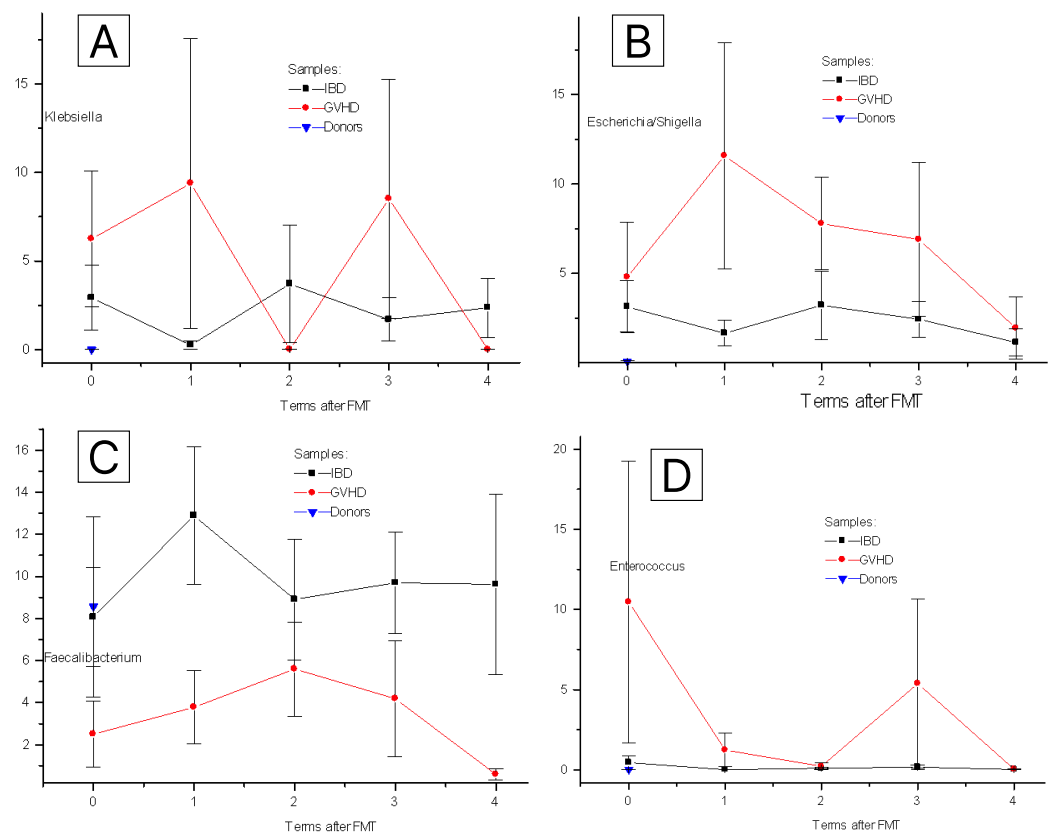 A
Samples:
IBD
GVHD
Donors
Klebsiella
15
10
5
0
0 1 2 3 4
Terms after FMT
B
Samples:
IBD
GVHD
Donors
Escherichia/Shigella
15
10
5
0 1 2 3 4
Terms after FMT
C
Samples:
IBD
GVHD
Donors
Faecalibacterium
16
14
12
10
8
6
4
2
0 1 2 3 4
Terms after FMT
D
Samples:
IBD
GVHD
Donors
Enterococcus
20
15
10
5
0
0 1 2 3 4
Terms after FMT